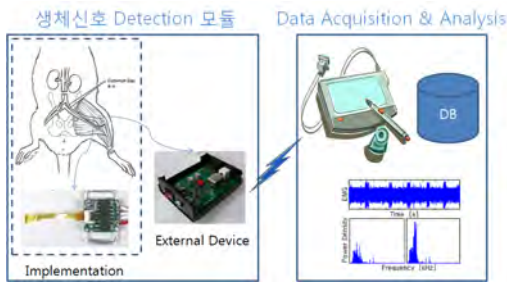 생체신호 Detection 모듈
Data Acquisition & Analysis
External Device
Implementation
DB
EMG
Time [s]
Power Density
Frequency [kHz]